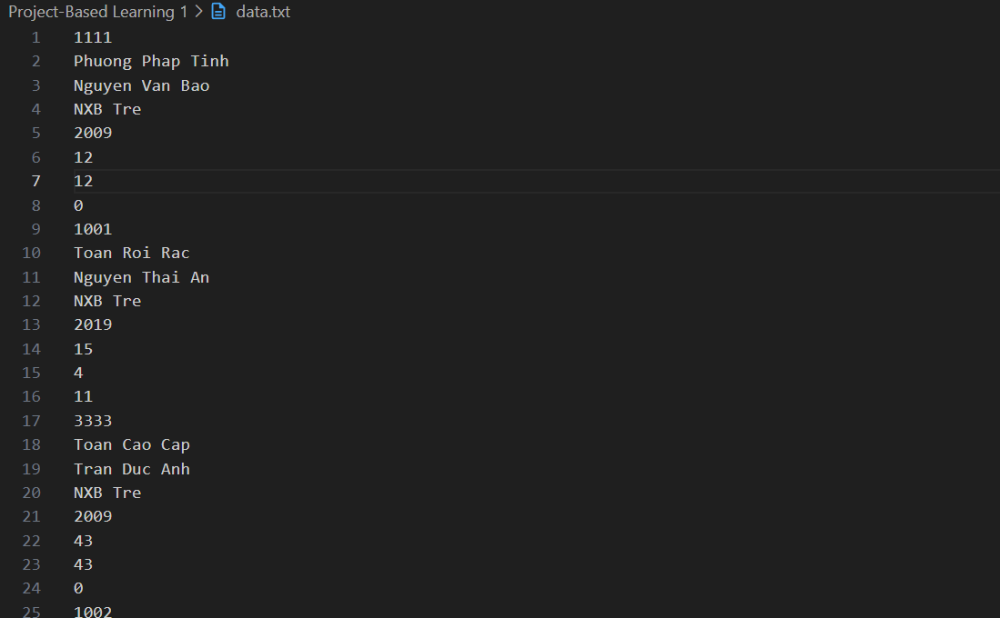 Project-Based Learning 1 > data.txt
1 1111
2 Phuong Phap Tinh
3 Nguyen Van Bao
4 NXB Tre
5 2009
6 12
7 12
8 0
9 1001
10 Toan Roi Rac
11 Nguyen Thai An
12 NXB Tre
13 2019
14 15
15 4
16 11
17 3333
18 Toan Cao Cap
19 Tran Duc Anh
20 NXB Tre
21 2009
22 43
23 43
24 0
25 1002